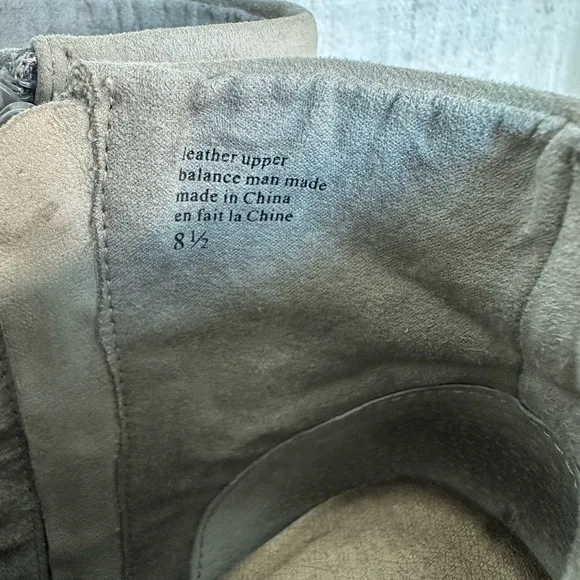 leather upper
balance man made
made in China
en fait la Chine
8 ½